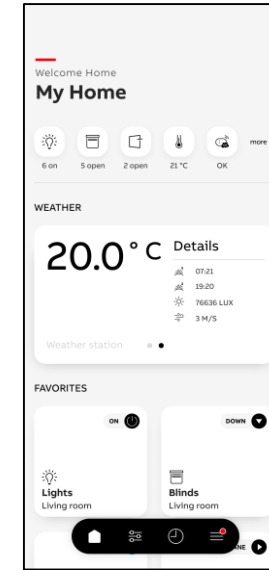 Welcome Home
My Home
6 on 5 open 2 open 21 °C OK more
WEATHER
20.0 ° C Details
07:21
19:20
76636 LUX
3 M/S
Weather station
FAVORITES
ON DOWN
Lights Blinds
Living room Living room